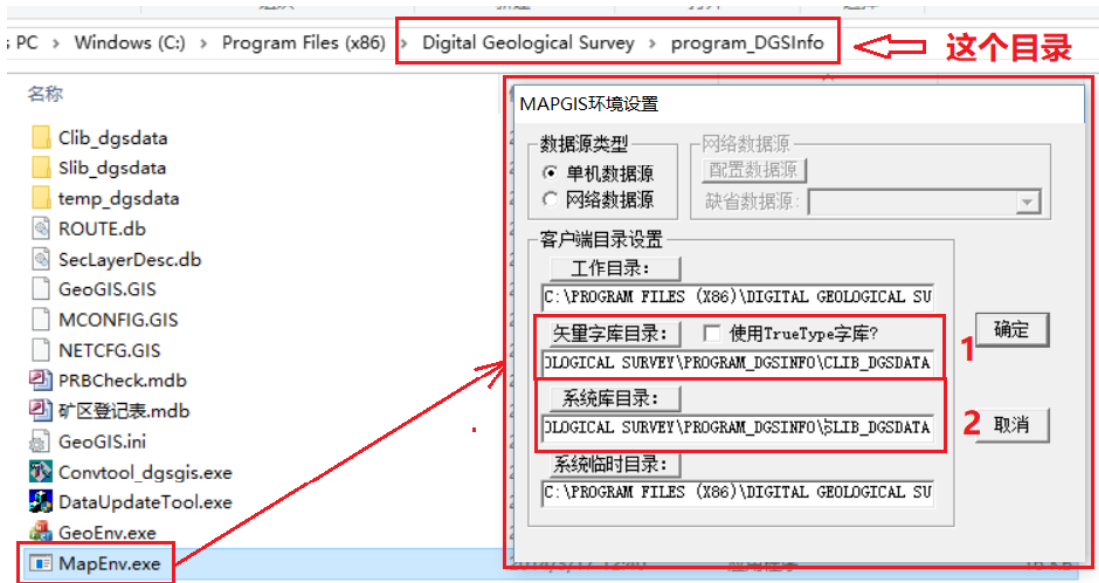 PC > Windows (C:) > Program Files (x86) > Digital Geological Survey > program_DGSInfo
这个目录
名称
Clib_dgsdata
Slib_dgsdata
temp_dgsdata
ROUTE.db
SecLayerDesc.db
GeoGIS.GIS
MCONFIG.GIS
NETCFG.GIS
PRBCheck.mdb
矿区登记表.mdb
GeoGIS.ini
Convtool_dgsgis.exe
DataUpdateTool.exe
GeoEnv.exe
MapEnv.exe
MAPGIS环境设置
数据源类型
单机数据源
网络数据源
网络数据源
配置数据源
缺省数据源:
客户端目录设置
工作目录:
C:\PROGRAM FILES (X86)\DIGITAL GEOLOGICAL SU
矢量字库目录: 使用TrueType字库?
OLOGICAL SURVEY\PROGRAM_DGSINFO\CLIB_DGSDATA
1
系统库目录:
OLOGICAL SURVEY\PROGRAM_DGSINFO\SLIB_DGSDATA
2
系统临时目录:
C:\PROGRAM FILES (X86)\DIGITAL GEOLOGICAL SU
确定
取消